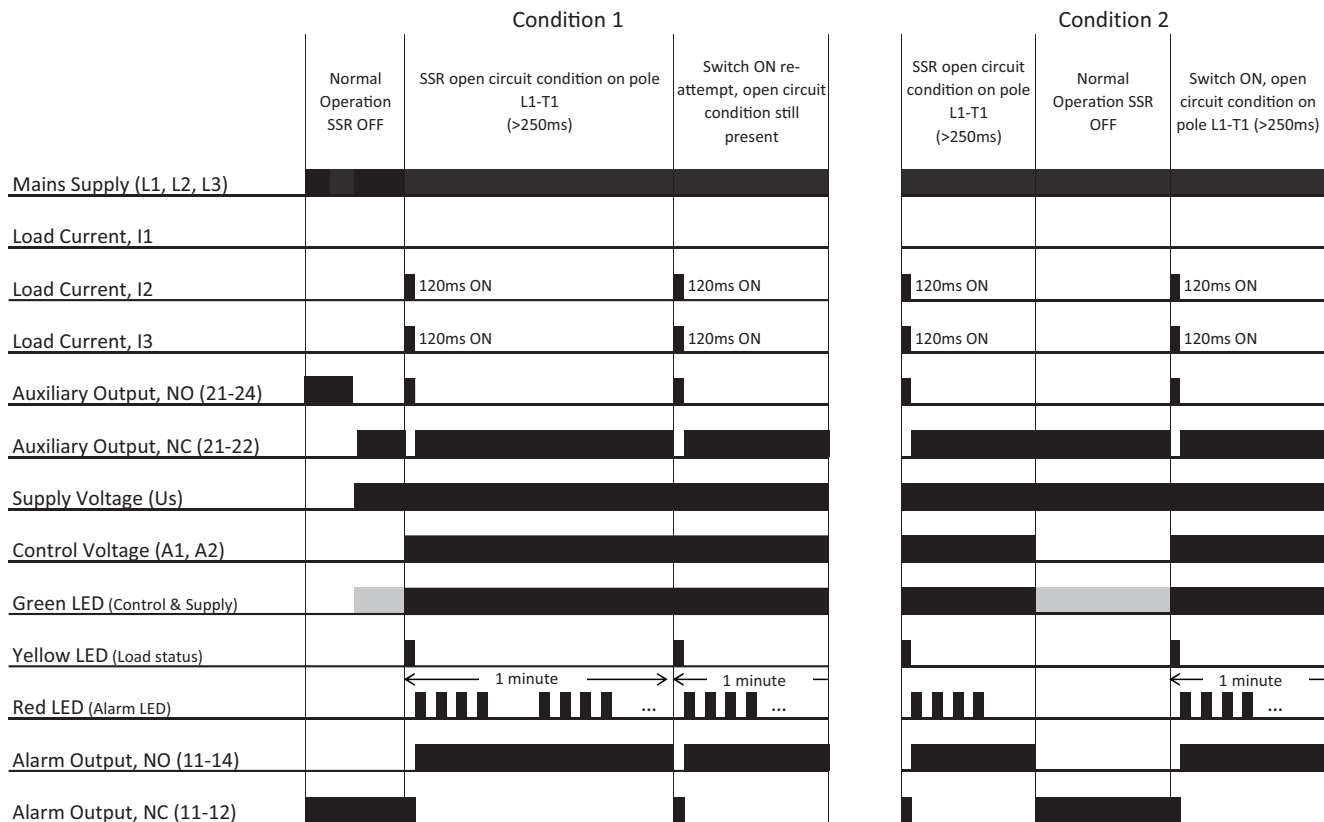 Condition 1
Condition 2
Normal
Operation
SSR OFF
SSR open circuit condition on pole
L1-T1
(>250ms)
Switch ON re-
attempt, open circuit
condition still
present
SSR open circuit
condition on pole
L1-T1
(>250ms)
Normal
Operation SSR
OFF
Switch ON, open
circuit condition on
pole L1-T1 (>250ms)
Mains Supply (L1, L2, L3)
Load Current, I1
Load Current, I2
120ms ON
120ms ON
120ms ON
120ms ON
Load Current, I3
120ms ON
120ms ON
120ms ON
120ms ON
Auxiliary Output, NO (21-24)
Auxiliary Output, NC (21-22)
Supply Voltage (Us)
Control Voltage (A1, A2)
Green LED (Control & Supply)
Yellow LED (Load status)
1 minute
1 minute
1 minute
Red LED (Alarm LED)
...
...
...
Alarm Output, NO (11-14)
Alarm Output, NC (11-12)